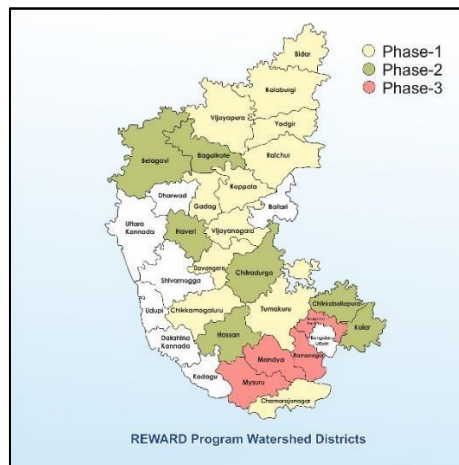 Bidar
Phase-1
Phase-2
Phase-3
Kalaburgi
Vijayapura
Yadgir
Raichur
Belagavi
Bagalkote
Koppala
Dharwad
Gadag
Ballari
Uttara
Kannada
Haveri
Vijayanagara
Davangere
Chitradurga
Shivamogga
Udupi
Chikkamagaluru
Tumakuru
Chikkaballapura
Kolar
Urban
Hassan
Dakshina
Kannada
Mandya
Ramanagara
Kodagu
Mysuru
Chamarajanagar
REWARD Program Watershed Districts